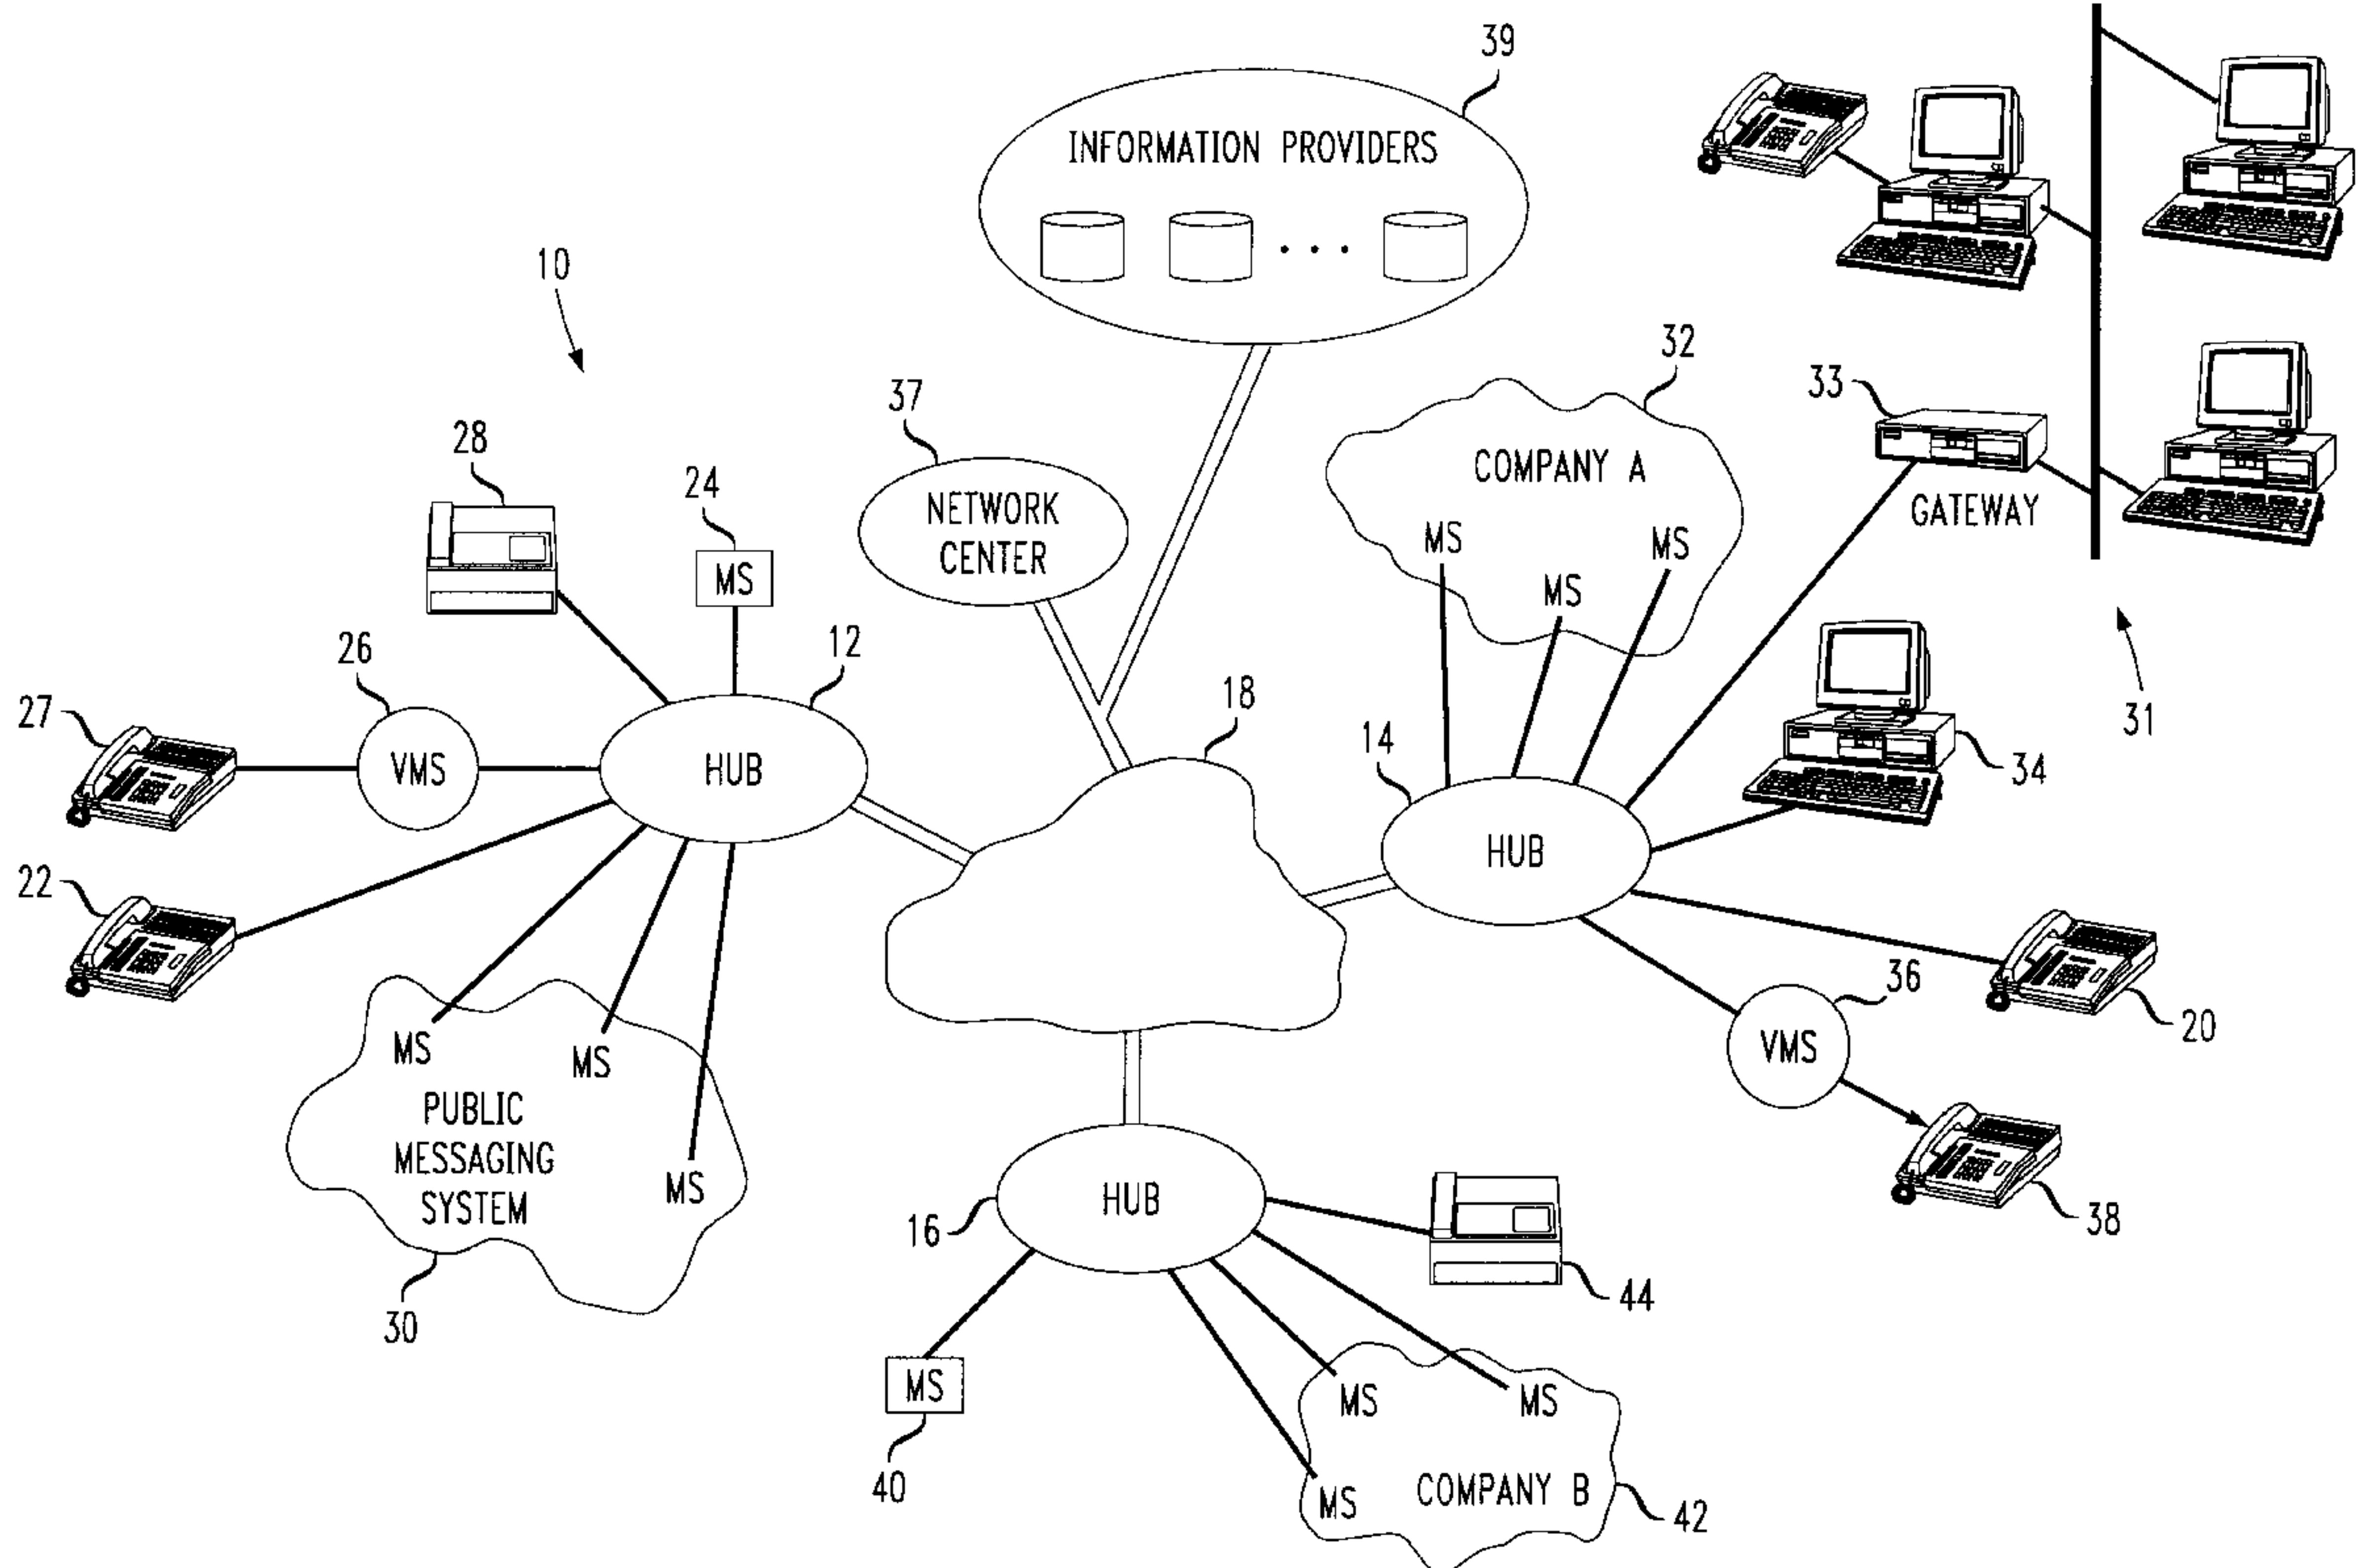 39
INFORMATION PROVIDERS
10
32
37
33
28
COMPANY A
24
NETWORK
CENTER
GATEWAY
MS
MS
MS
MS
26
12
18
27
31
14
VMS
HUB
34
22
HUB
36
20
MS
MS
VMS
PUBLIC
MESSAGING
SYSTEM
MS
HUB
16
38
44
30
MS
MS
MS
40
MS
COMPANY B
42